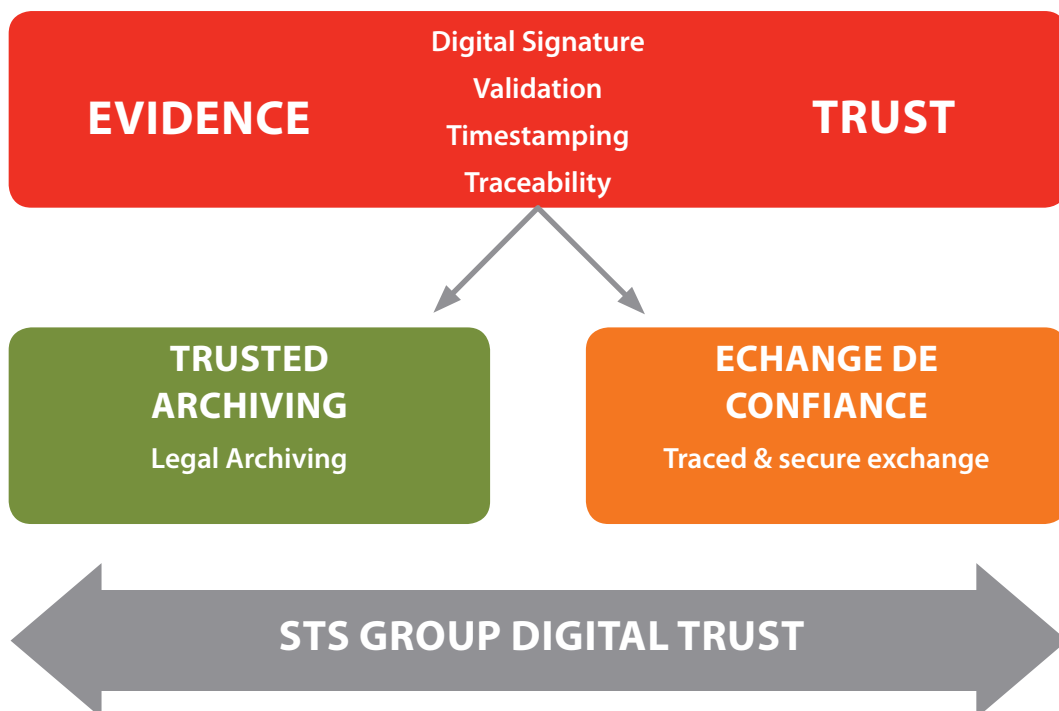 EVIDENCE
Digital Signature
Validation
Timestamping
Traceability
TRUST
TRUSTED
ARCHIVING
Legal Archiving
ECHANGE DE
CONFIANCE
Traced & secure exchange
STS GROUP DIGITAL TRUST